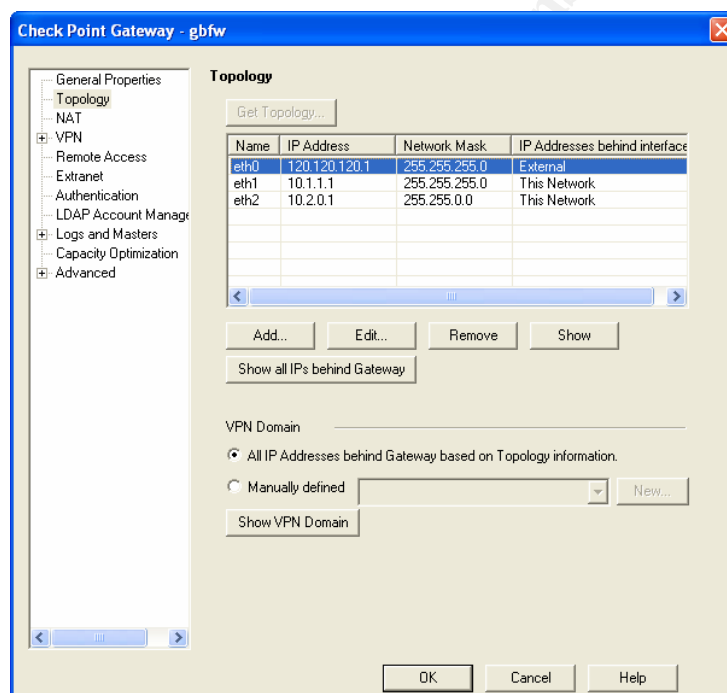 Check Point Gateway - gbfw
General Properties
Topology
NAT
VPN
Remote Access
Extranet
Authentication
LDAP Account Manage
Logs and Masters
Capacity Optimization
Advanced
Topology
Get Topology...
Name IP Address Network Mask IP Addresses behind interface
eth0 120.120.120.1 255.255.255.0 External
eth1 10.1.1.1 255.255.255.0 This Network
eth2 10.2.0.1 255.255.0.0 This Network
Add... Edit... Remove Show
Show all IPs behind Gateway
VPN Domain
All IP Addresses behind Gateway based on Topology information.
Manually defined New...
Show VPN Domain
OK Cancel Help